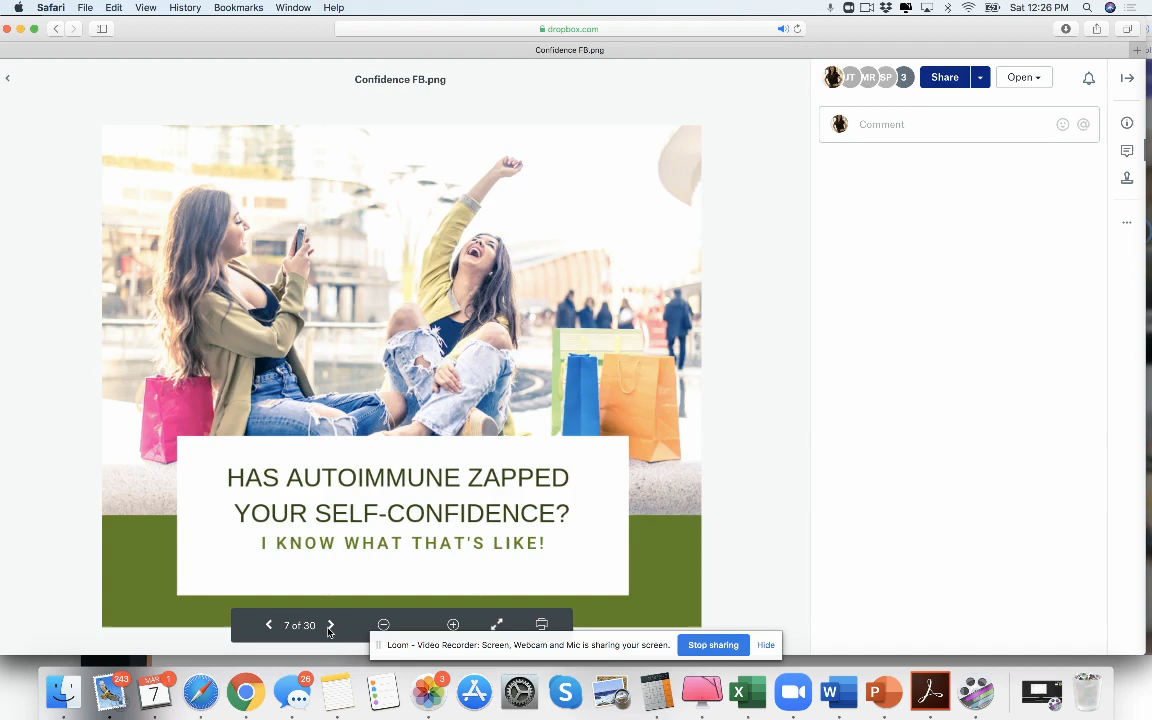 Safari File Edit View History Bookmarks Window Help
Sat 12:26 PM
dropbox.com
Confidence FB.png
Confidence FB.png
JT MR SP 3 Share Open
Comment
HAS AUTOIMMUNE ZAPPED
YOUR SELF-CONFIDENCE?
I KNOW WHAT THAT'S LIKE!
7 of 30
Loom - Video Recorder: Screen, Webcam and Mic is sharing your screen. Stop sharing Hide
243 MAR 7 1 26 3